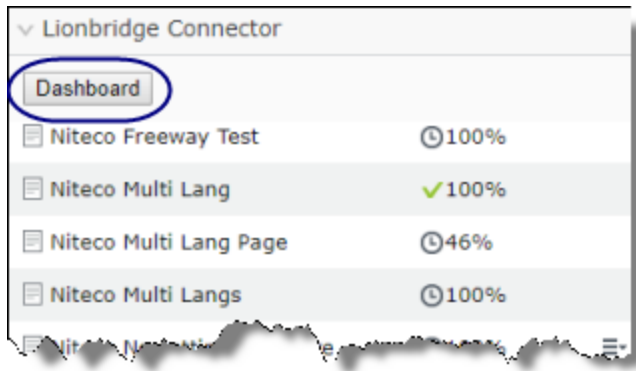 Lionbridge Connector
Dashboard
Niteco Freeway Test 100%
Niteco Multi Lang 100%
Niteco Multi Lang Page 46%
Niteco Multi Langs 100%